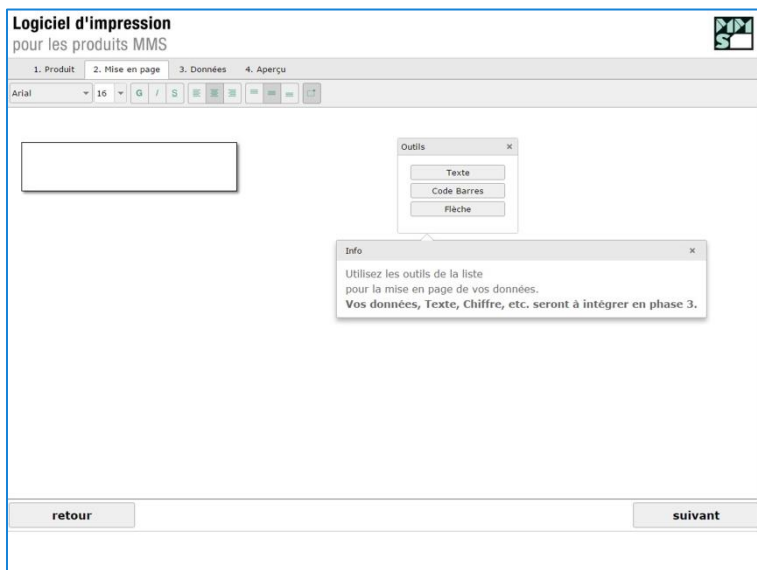 Logiciel d'impression
pour les produits MMS
MMS
1. Produit 2. Mise en page 3. Données 4. Aperçu
Arial 16 G I S
Outils ×
Texte
Code Barres
Flèche
Info ×
Utilisez les outils de la liste
pour la mise en page de vos données.
Vos données, Texte, Chiffre, etc. seront à intégrer en phase 3.
retour suivant